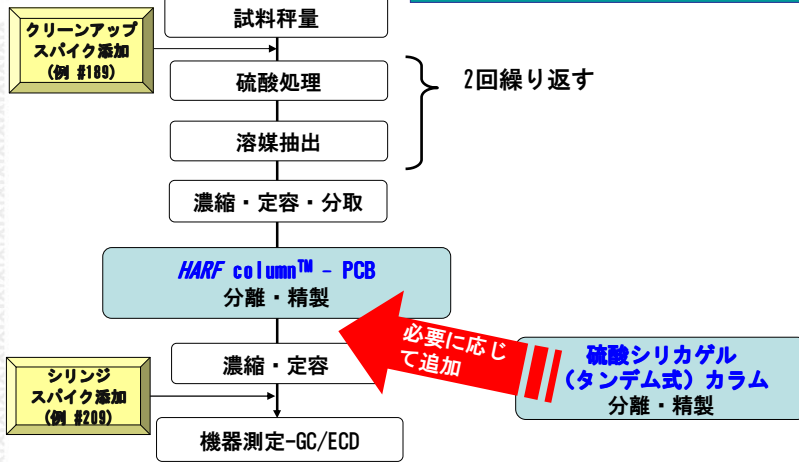 試料秤量
クリーンアップ
スパイク添加
(例 #189)
硫酸処理
2回繰り返す
溶媒抽出
濃縮・定容・分取
HARF column™ - PCB
分離・精製
必要に応じ
て追加
硫酸シリカゲル
(タンデム式) カラム
分離・精製
濃縮・定容
シリンジ
スパイク添加
(例 #209)
機器測定-GC/ECD